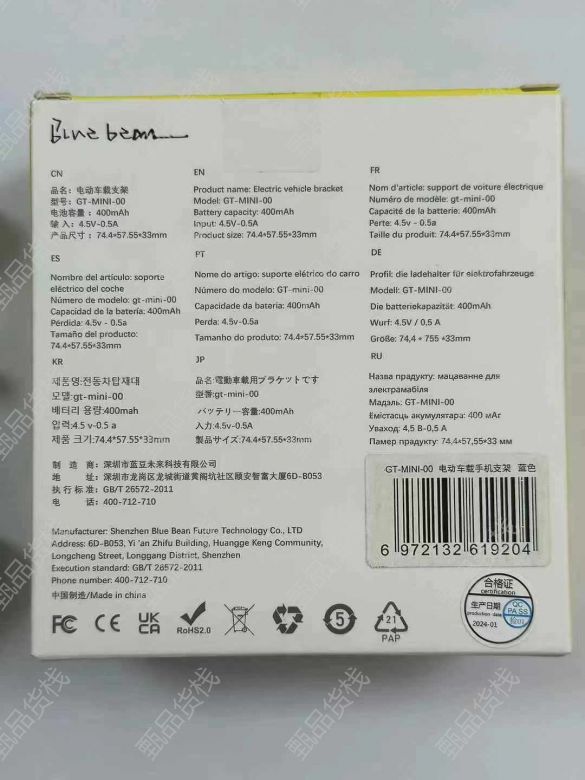 Blue bean
CN
品名:电动车载支架
型号:GT-MINI-00
电池容量:400mAh
输 入:4.5V-0.5A
产品尺寸:74.4*57.55*33mm
EN
Product name: Electric vehicle bracket
Model: GT-MINI-00
Battery capacity: 400mAh
Input: 4.5V-0.5A
Product size: 74.4*57.55*33mm
FR
Nom d'article: support de voiture électrique
Numéro de modèle: gt-mini-00
Capacité de la batterie: 400mAh
Perte: 4.5v - 0.5a
Taille du produit: 74.4*57.55*33mm
ES
Nombre del artículo: soporte
eléctrico del coche
Número de modelo: gt-mini-00
Capacidad de la batería: 400mAh
Pérdida: 4.5v - 0.5a
Tamaño del producto:
74.4*57.55*33mm
PT
Nome do artigo: suporte elétrico do carro
Número do modelo: GT-mini-00
Capacidade da bateria: 400mAh
Perda: 4.5v - 0.5a
Tamanho do produto: 74.4*57.55*33mm
DE
Profil: die ladehalter für elektrofahrzeuge
Modell: GT-MINI-00
Die batteriekapazität: 400mAh
Wurf: 4.5V / 0.5 A
Größe: 74,4 * 755 *33mm
KR
제품명:전동차탑재대
모델:gt-mini-00
배터리 용량:400mah
입력:4.5 v-0.5 a
제품 크기:74.4*57.55*33mm
JP
品名:電動車載用ブラケットです
型番:gt-mini-00
バッテリー容量:400mAh
入力:4.5v-0.5a
製品サイズ:74.4*57.55*33mm
RU
Назва прадукту: мацаванне для
электрамабіля
Мадэль: GT-MINI-00
Ёмістасць акумулятара: 400 мАг
Уваход: 4,5 В-0,5 А
Памер прадукту: 74,4*57,55*33 мм
制 造 商:深圳市蓝豆未来科技有限公司
地 址:深圳市龙岗区龙城街道黄阁坑社区颐安智富大厦6D-B053
执行标准:GB/T 26572-2011
电 话:400-712-710
Manufacturer: Shenzhen Blue Bean Future Technology Co., LTD
Address: 6D-B053, Yi 'an Zhifu Building, Huangge Keng Community,
Longcheng Street, Longgang District, Shenzhen
Execution standard: GB/T 26572-2011
Phone number: 400-712-710
中国制造/Made in china
GT-MINI-00 电动车载手机支架 蓝色
6 972132 619204
FC CE UK CA RoHS2.0 5 21 PAP
合格证
certification
生产日期
production date
2024-01
QC
PASS
甄品货栈